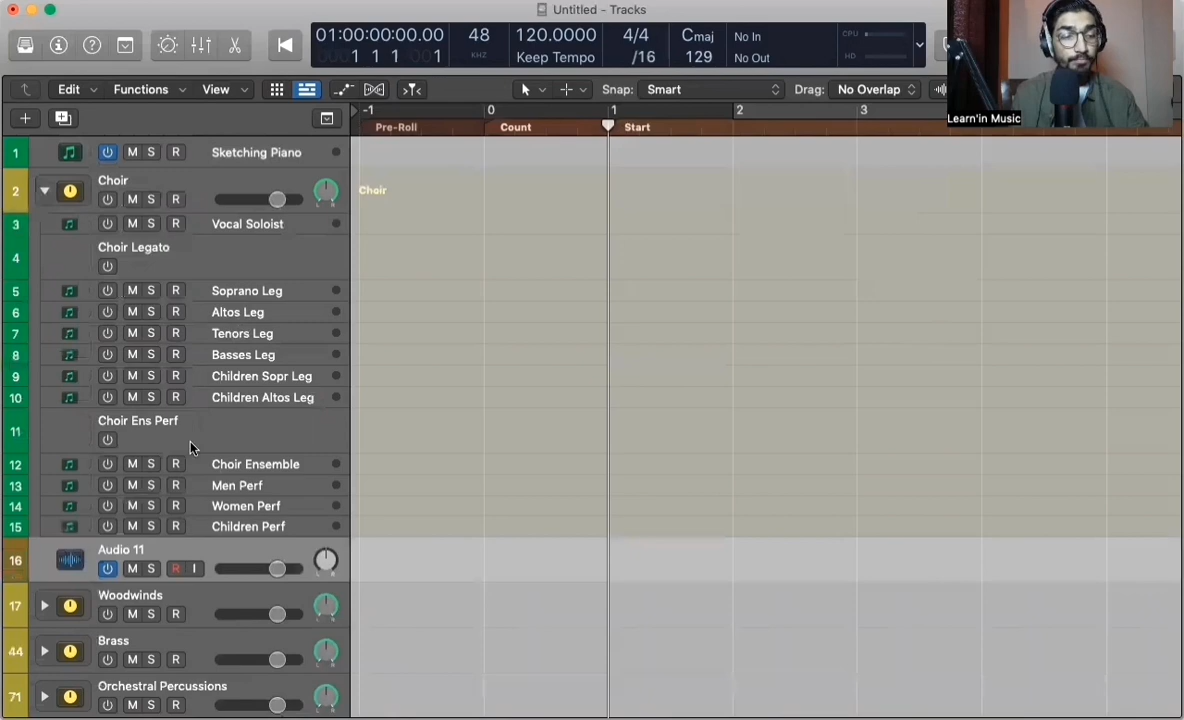 Untitled - Tracks
01:00:00:00.00
1 1 1 1
48
KHZ
120.0000
Keep Tempo
4/4
/16
Cmaj
129
No In
No Out
CPU
HD
Learn'in Music
Edit
Functions
View
Snap: Smart
Drag: No Overlap
-1 0 1 2 3
Pre-Roll Count Start
1 M S R Sketching Piano
2 Choir
M S R
Choir
3 M S R Vocal Soloist
4 Choir Legato
5 M S R Soprano Leg
6 M S R Altos Leg
7 M S R Tenors Leg
8 M S R Basses Leg
9 M S R Children Sopr Leg
10 M S R Children Altos Leg
11 Choir Ens Perf
12 M S R Choir Ensemble
13 M S R Men Perf
14 M S R Women Perf
15 M S R Children Perf
16 Audio 11
M S R I
17 Woodwinds
M S R
44 Brass
M S R
71 Orchestral Percussions
M S R